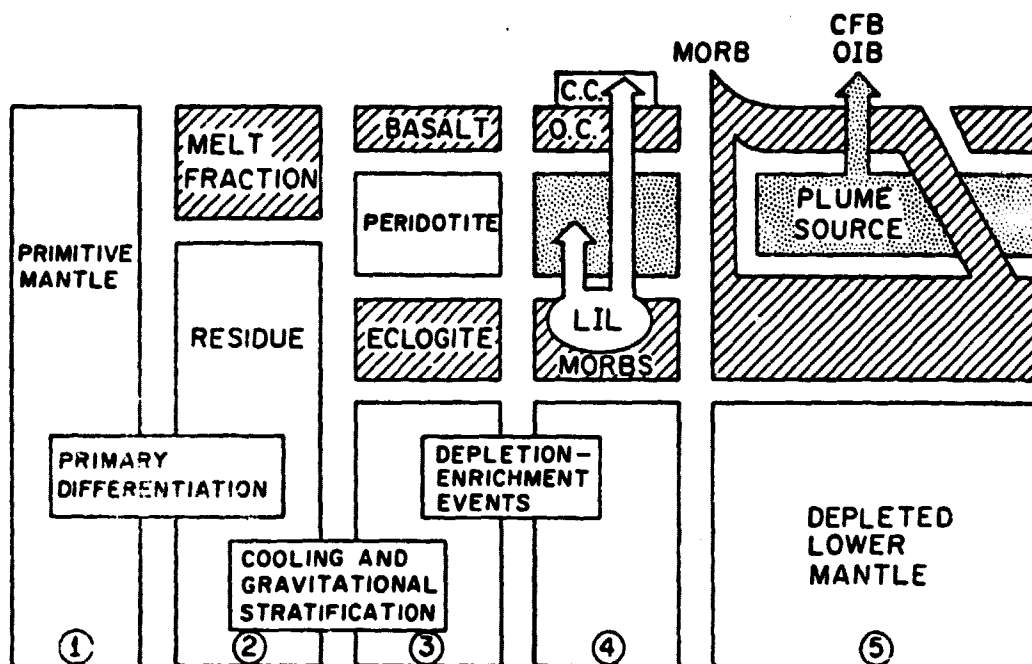 CFB
OIB
MORB
C.C.
O.C.
MELT
FRACTION
BASALT
PRIMITIVE
MANTLE
PERIDOTITE
PLUME
SOURCE
RESIDUE
ECLOGITE
LIL
MORBS
PRIMARY
DIFFERENTIATION
DEPLETION-
ENRICHMENT
EVENTS
COOLING AND
GRAVITATIONAL
STRATIFICATION
DEPLETED
LOWER
MANTLE
1
2
3
4
5